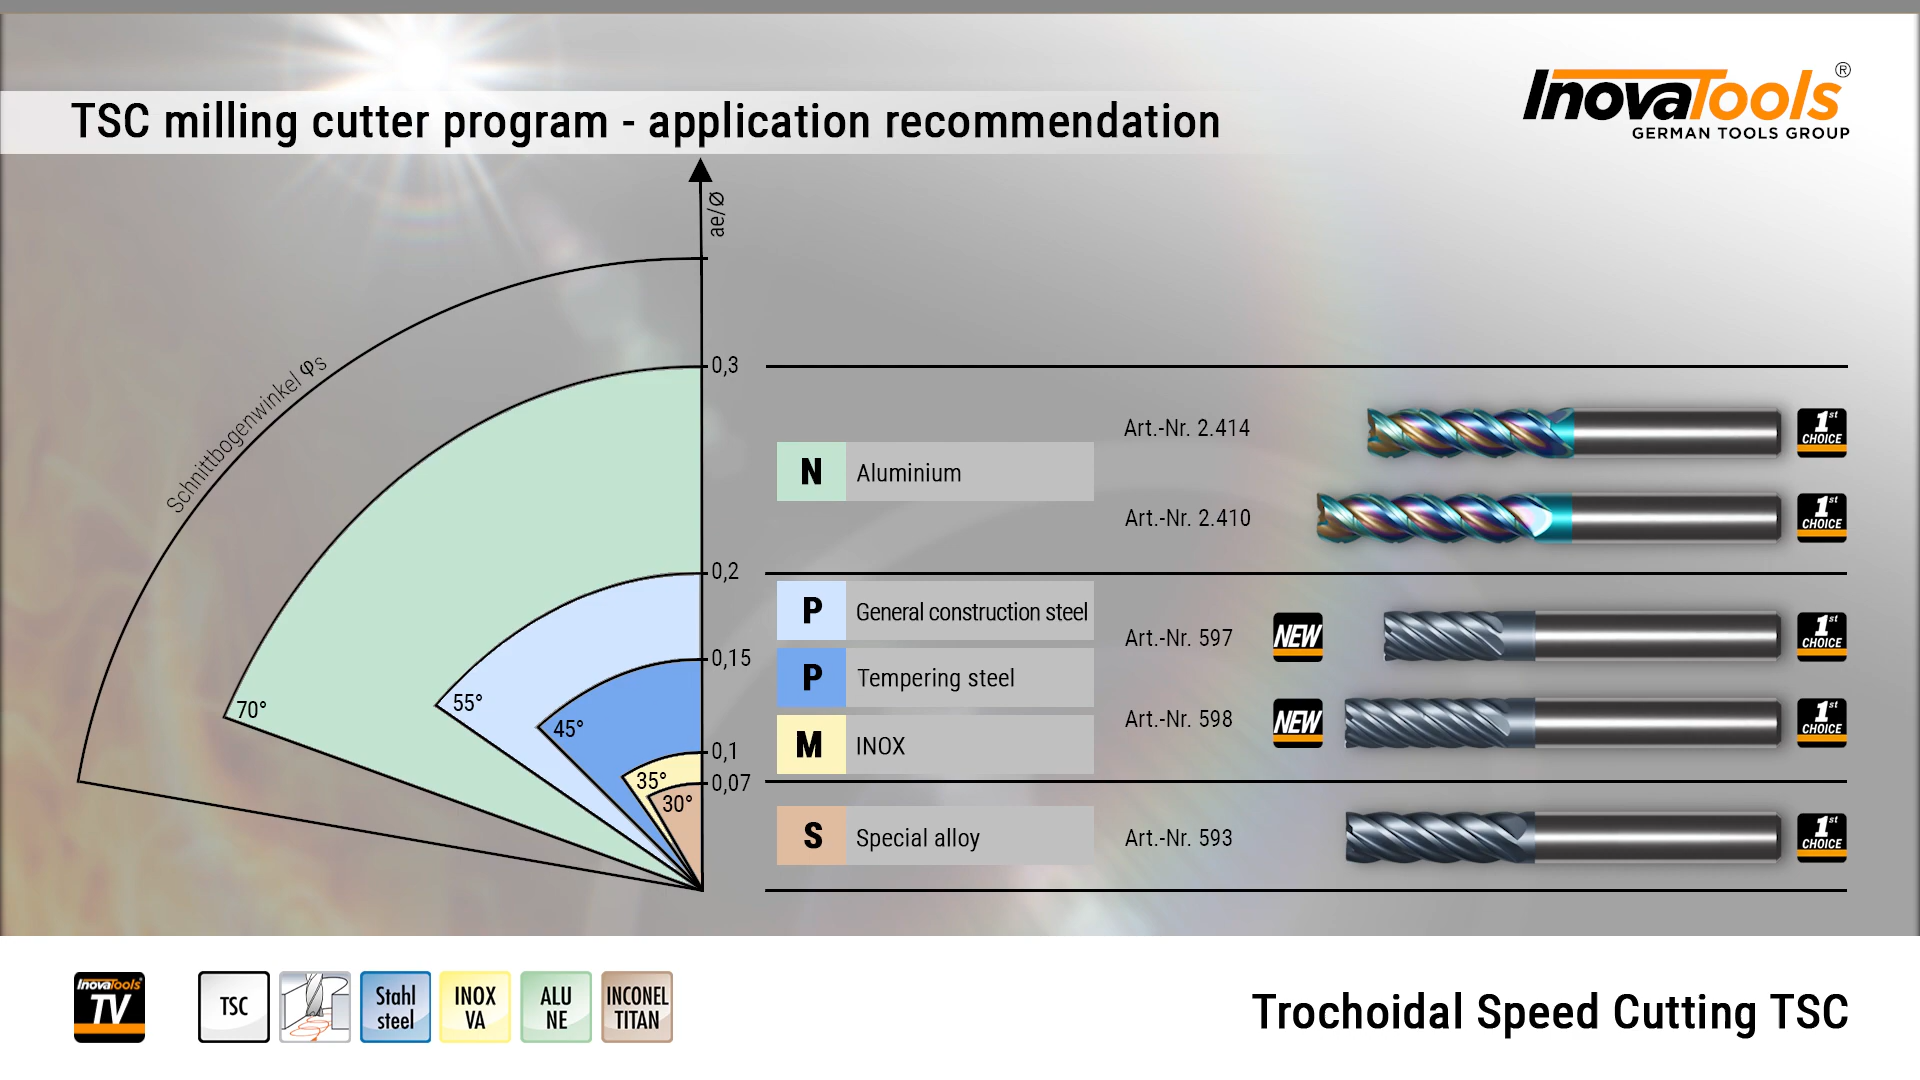 InovaTools®
GERMAN TOOLS GROUP
TSC milling cutter program - application recommendation
ae/Ø
Schnittbogenwinkel φs
0,3
0,2
0,15
0,1
0,07
70°
55°
45°
35°
30°
N Aluminium
Art.-Nr. 2.414
1st CHOICE
Art.-Nr. 2.410
1st CHOICE
P General construction steel
P Tempering steel
M INOX
Art.-Nr. 597
NEW
1st CHOICE
Art.-Nr. 598
NEW
1st CHOICE
S Special alloy
Art.-Nr. 593
1st CHOICE
InovaTools®
TV
TSC
Stahl
steel
INOX
VA
ALU
NE
INCONEL
TITAN
Trochoidal Speed Cutting TSC